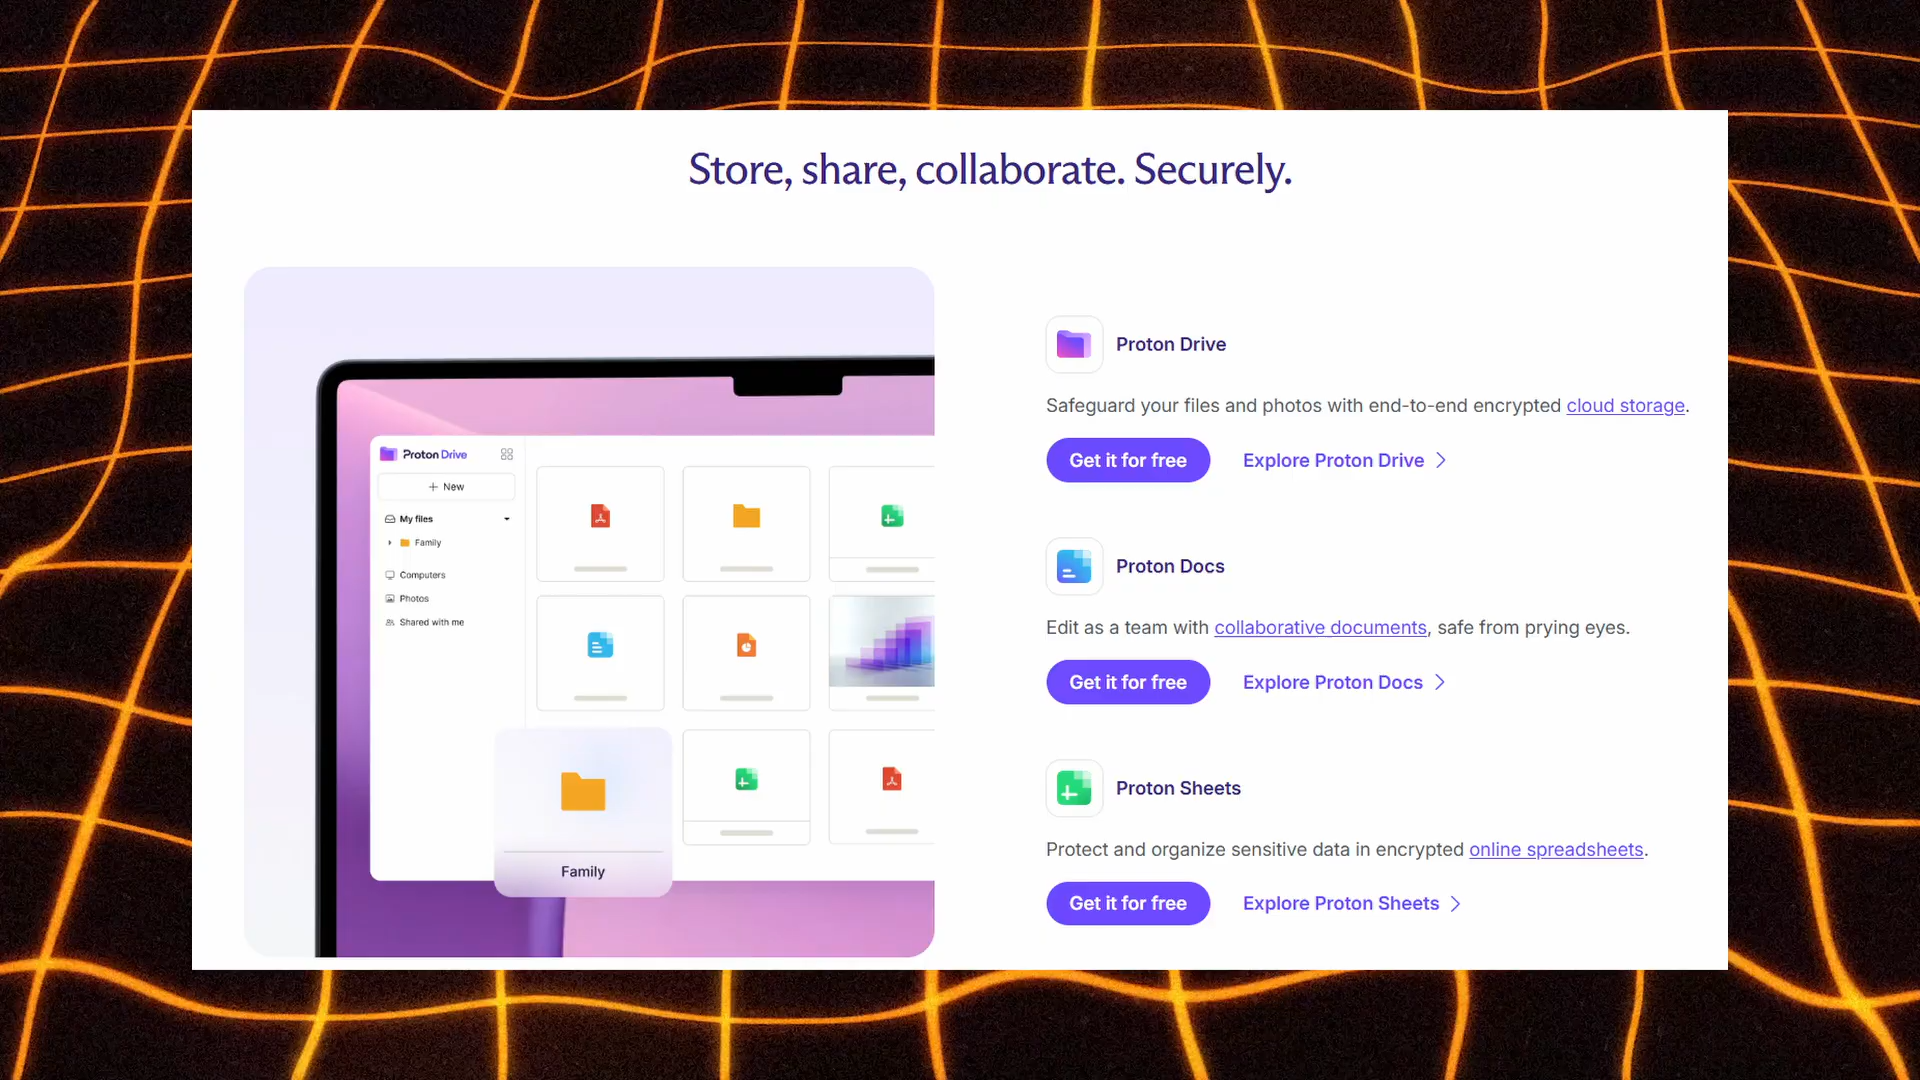 Store, share, collaborate. Securely.
Proton Drive
New
My files
Family
Computers
Photos
Shared with me
Family
Proton Drive
Safeguard your files and photos with end-to-end encrypted cloud storage.
Get it for free
Explore Proton Drive
Proton Docs
Edit as a team with collaborative documents, safe from prying eyes.
Get it for free
Explore Proton Docs
Proton Sheets
Protect and organize sensitive data in encrypted online spreadsheets.
Get it for free
Explore Proton Sheets